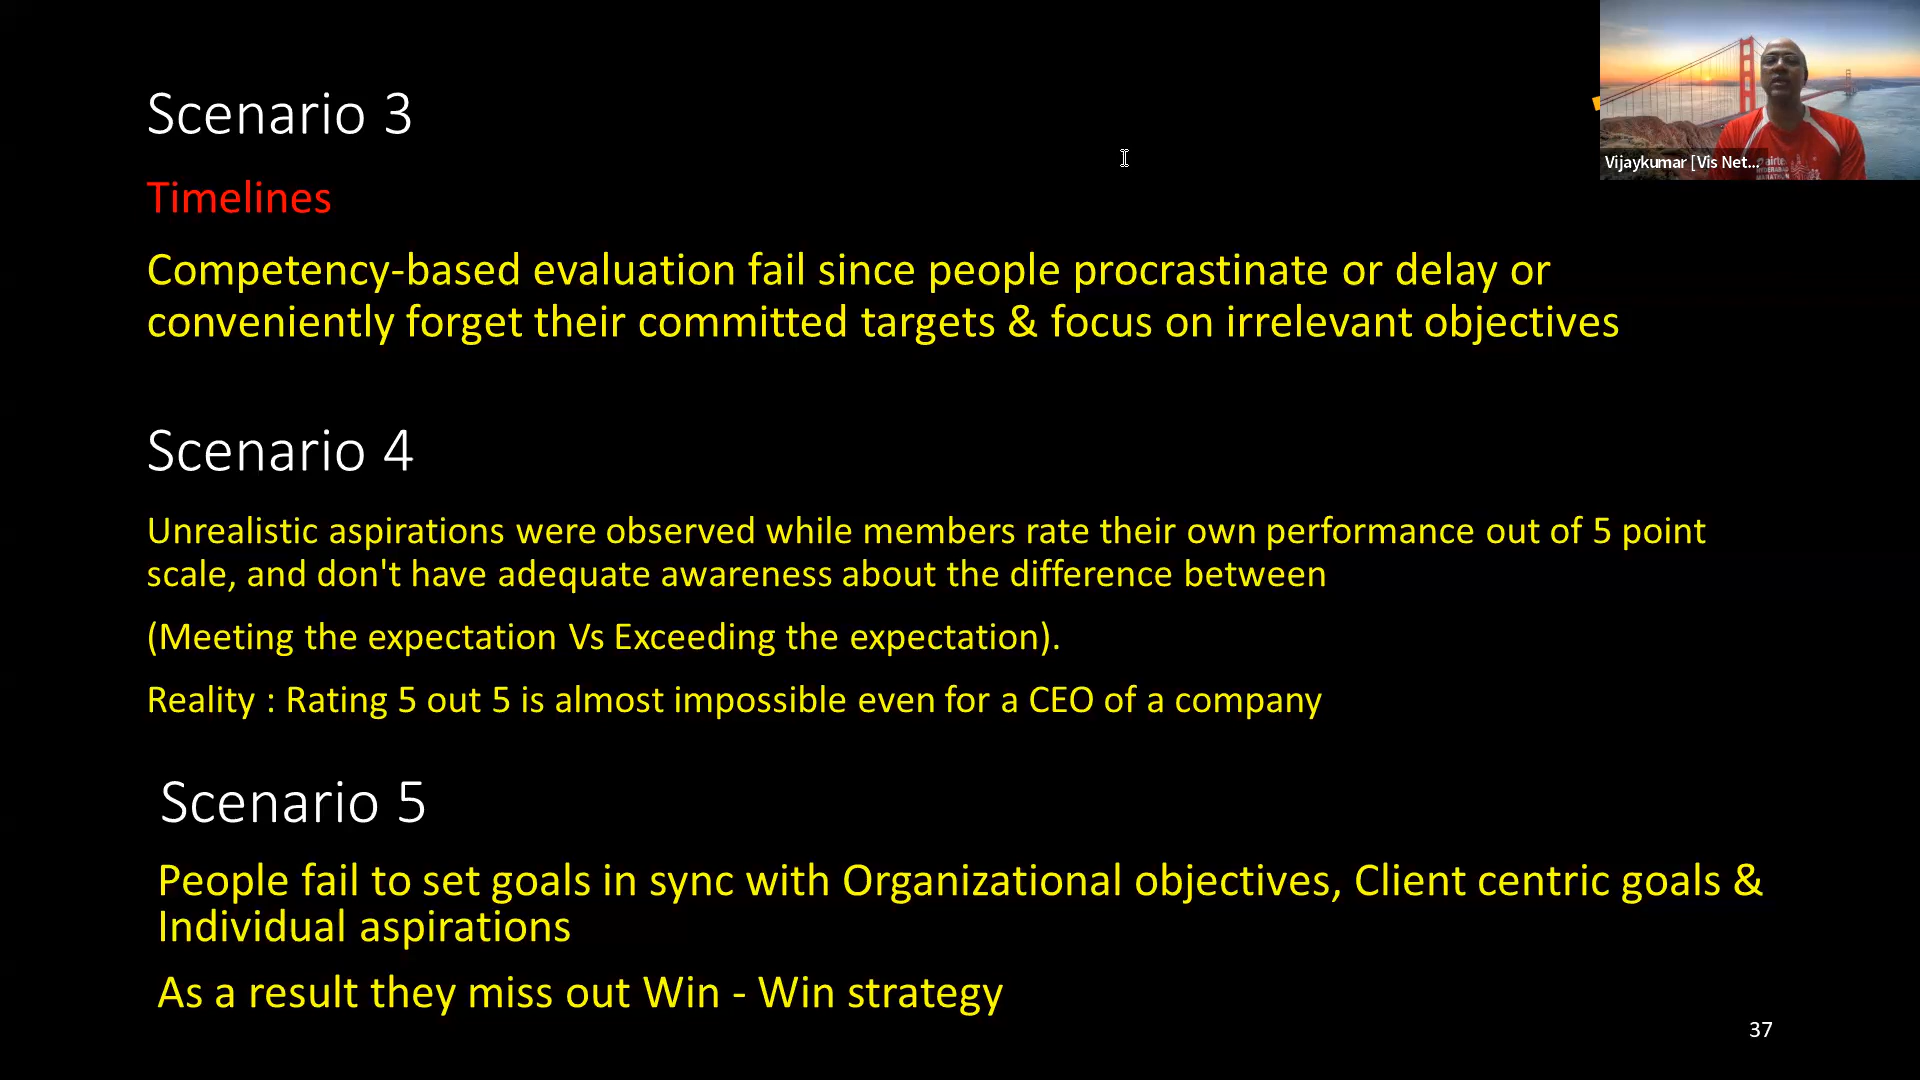 Scenario 3
Vijaykumar [Vis Net...
airtel
HYDERABAD
MARATHON
Timelines
Competency-based evaluation fail since people procrastinate or delay or
conveniently forget their committed targets & focus on irrelevant objectives
Scenario 4
Unrealistic aspirations were observed while members rate their own performance out of 5 point
scale, and don't have adequate awareness about the difference between
(Meeting the expectation Vs Exceeding the expectation).
Reality : Rating 5 out 5 is almost impossible even for a CEO of a company
Scenario 5
People fail to set goals in sync with Organizational objectives, Client centric goals &
Individual aspirations
As a result they miss out Win - Win strategy
37